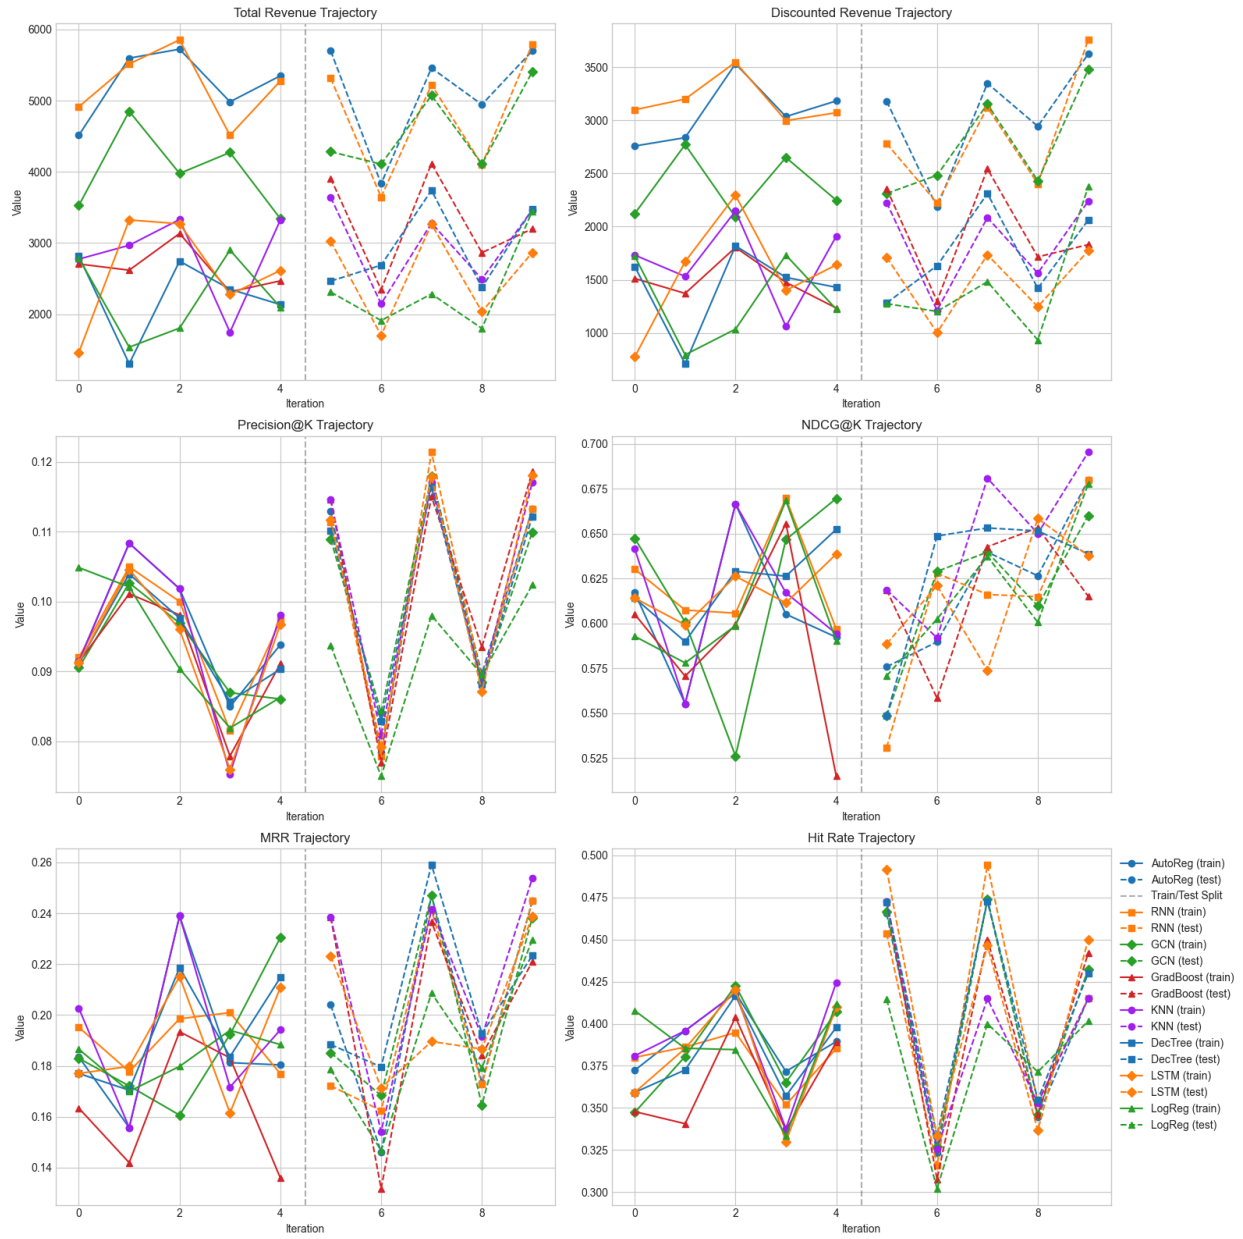 Total Revenue Trajectory
6000
5000
4000
3000
2000
Value
0
2
4
6
8
Iteration
Discounted Revenue Trajectory
3500
3000
2500
2000
1500
1000
Value
0
2
4
6
8
Iteration
Precision@K Trajectory
0.12
0.11
0.10
0.09
0.08
Value
0
2
4
6
8
Iteration
NDCG@K Trajectory
0.700
0.675
0.650
0.625
0.600
0.575
0.550
0.525
Value
0
2
4
6
8
Iteration
MRR Trajectory
0.26
0.24
0.22
0.20
0.18
0.16
0.14
Value
0
2
4
6
8
Iteration
Hit Rate Trajectory
0.500
0.475
0.450
0.425
0.400
0.375
0.350
0.325
0.300
Value
0
2
4
6
8
Iteration
AutoReg (train)
AutoReg (test)
Train/Test Split
RNN (train)
RNN (test)
GCN (train)
GCN (test)
GradBoost (train)
GradBoost (test)
KNN (train)
KNN (test)
DecTree (train)
DecTree (test)
LSTM (train)
LSTM (test)
LogReg (train)
LogReg (test)